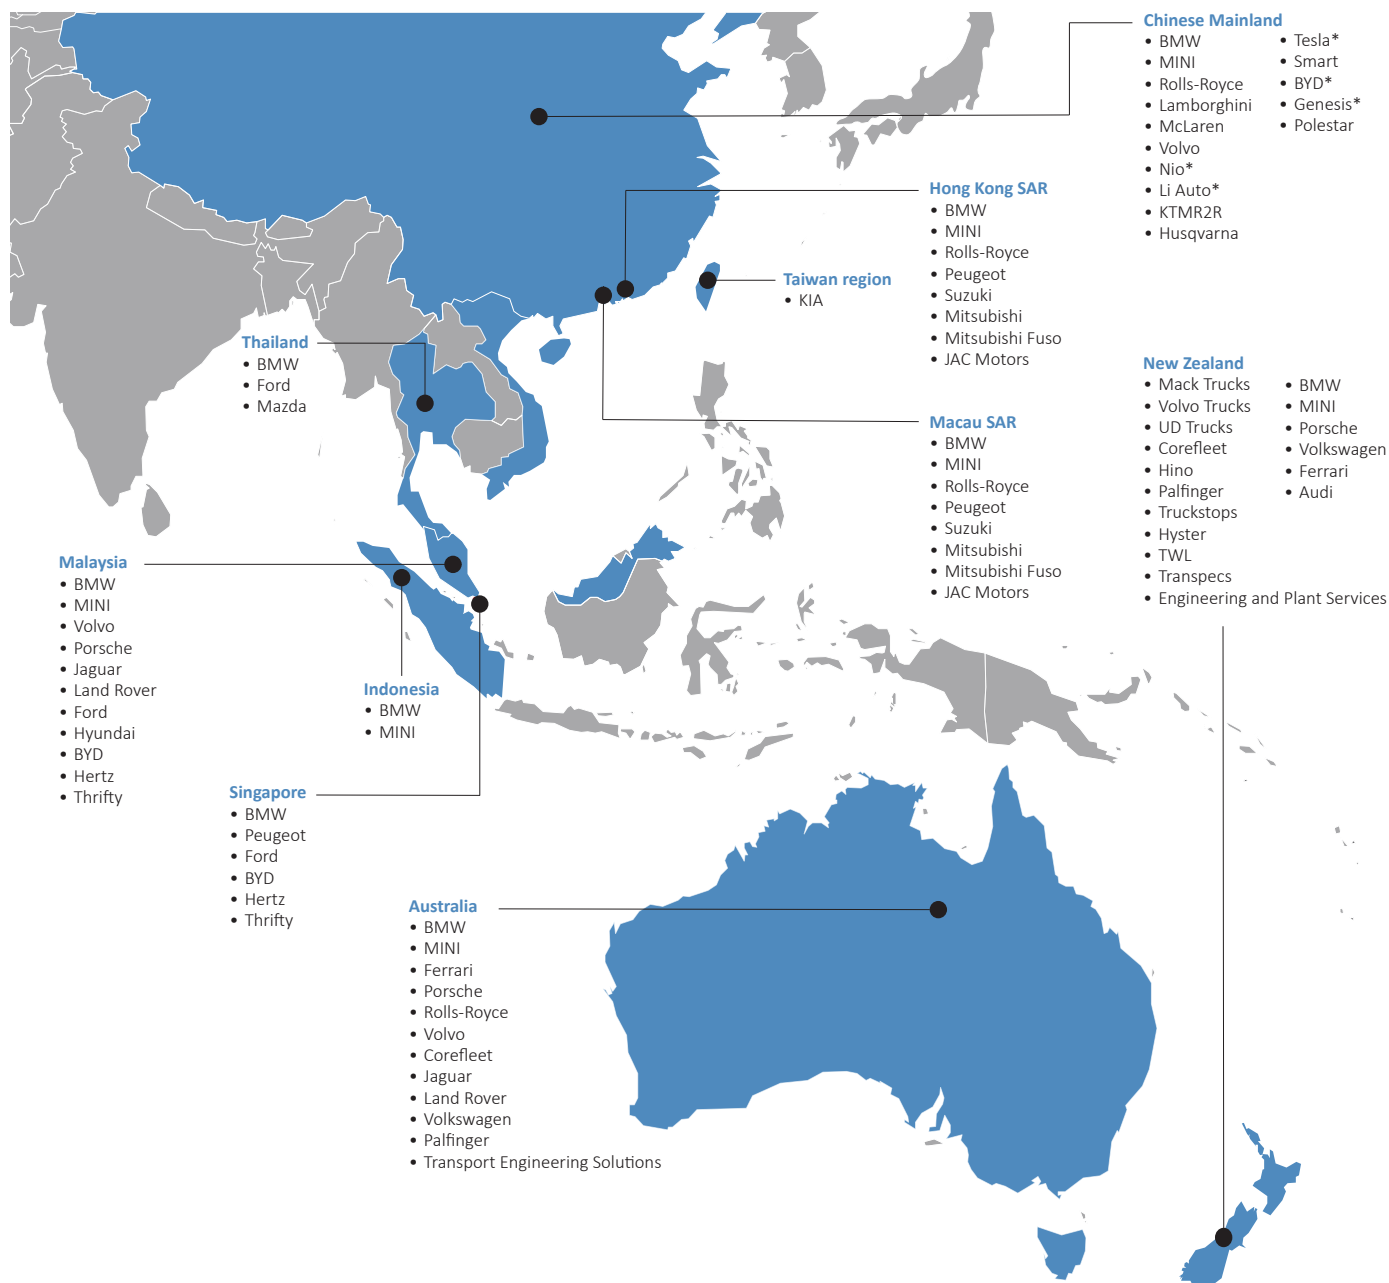 Chinese Mainland
• BMW
• MINI
• Rolls-Royce
• Lamborghini
• McLaren
• Volvo
• Nio*
• Li Auto*
• KTMR2R
• Husqvarna
• Tesla*
• Smart
• BYD*
• Genesis*
• Polestar
Hong Kong SAR
• BMW
• MINI
• Rolls-Royce
• Peugeot
• Suzuki
• Mitsubishi
• Mitsubishi Fuso
• JAC Motors
Taiwan region
• KIA
Thailand
• BMW
• Ford
• Mazda
New Zealand
• Mack Trucks
• Volvo Trucks
• UD Trucks
• Corefleet
• Hino
• Palfinger
• Truckstops
• Hyster
• TWL
• Transpecs
• Engineering and Plant Services
• BMW
• MINI
• Porsche
• Volkswagen
• Ferrari
• Audi
Macau SAR
• BMW
• MINI
• Rolls-Royce
• Peugeot
• Suzuki
• Mitsubishi
• Mitsubishi Fuso
• JAC Motors
Malaysia
• BMW
• MINI
• Volvo
• Porsche
• Jaguar
• Land Rover
• Ford
• Hyundai
• BYD
• Hertz
• Thrifty
Indonesia
• BMW
• MINI
Singapore
• BMW
• Peugeot
• Ford
• BYD
• Hertz
• Thrifty
Australia
• BMW
• MINI
• Ferrari
• Porsche
• Rolls-Royce
• Volvo
• Corefleet
• Jaguar
• Land Rover
• Volkswagen
• Palfinger
• Transport Engineering Solutions